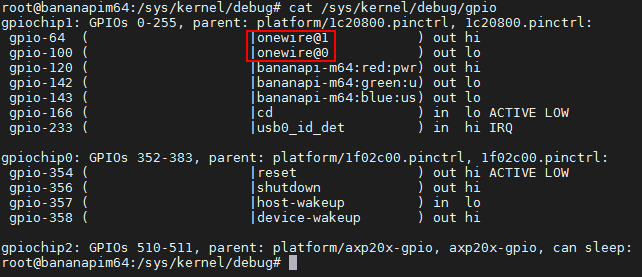 root@bananapim64:/sys/kernel/debug# cat /sys/kernel/debug/gpio
gpiochip1: GPIOs 0-255, parent: platform/1c20800.pinctrl, 1c20800.pinctrl:
 gpio-64  (                    |onewire@1           ) out hi
 gpio-100 (                    |onewire@0           ) out lo
 gpio-120 (                    |bananapi-m64:red:pwr) out hi
 gpio-142 (                    |bananapi-m64:green:u) out lo
 gpio-143 (                    |bananapi-m64:blue:us) out lo
 gpio-166 (                    |cd                  ) in  lo ACTIVE LOW
 gpio-233 (                    |usb0_id_det         ) in  hi IRQ
gpiochip0: GPIOs 352-383, parent: platform/1f02c00.pinctrl, 1f02c00.pinctrl:
 gpio-354 (                    |reset               ) out hi ACTIVE LOW
 gpio-356 (                    |shutdown            ) out hi
 gpio-357 (                    |host-wakeup         ) in  lo
 gpio-358 (                    |device-wakeup       ) out hi
gpiochip2: GPIOs 510-511, parent: platform/axp20x-gpio, axp20x-gpio, can sleep:
root@bananapim64:/sys/kernel/debug#